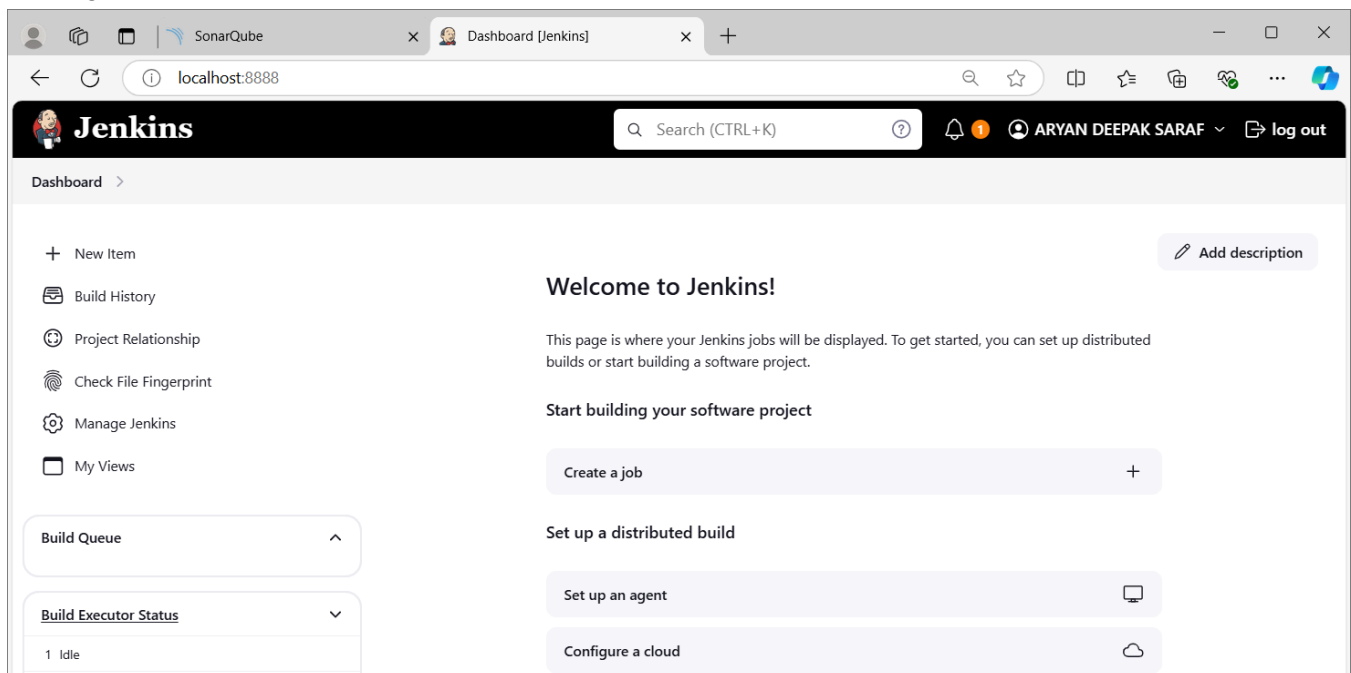 SonarQube
Dashboard [Jenkins]
localhost:8888
Jenkins
Search (CTRL+K)
1
ARYAN DEEPAK SARAF
log out
Dashboard
New Item
Build History
Project Relationship
Check File Fingerprint
Manage Jenkins
My Views
Build Queue
Build Executor Status
1 Idle
Add description
Welcome to Jenkins!
This page is where your Jenkins jobs will be displayed. To get started, you can set up distributed
builds or start building a software project.
Start building your software project
Create a job
Set up a distributed build
Set up an agent
Configure a cloud